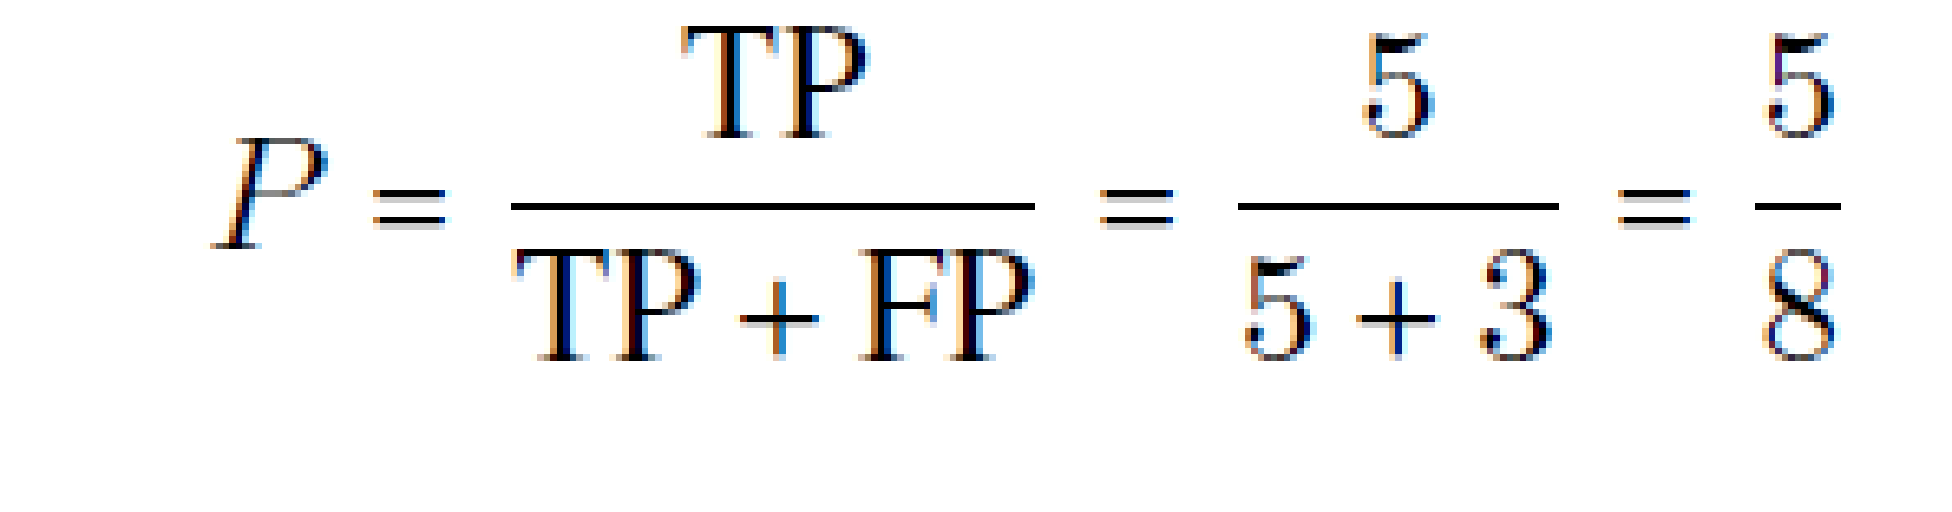 P = TP / (TP + FP) = 5 / (5 + 3) = 5 / 8